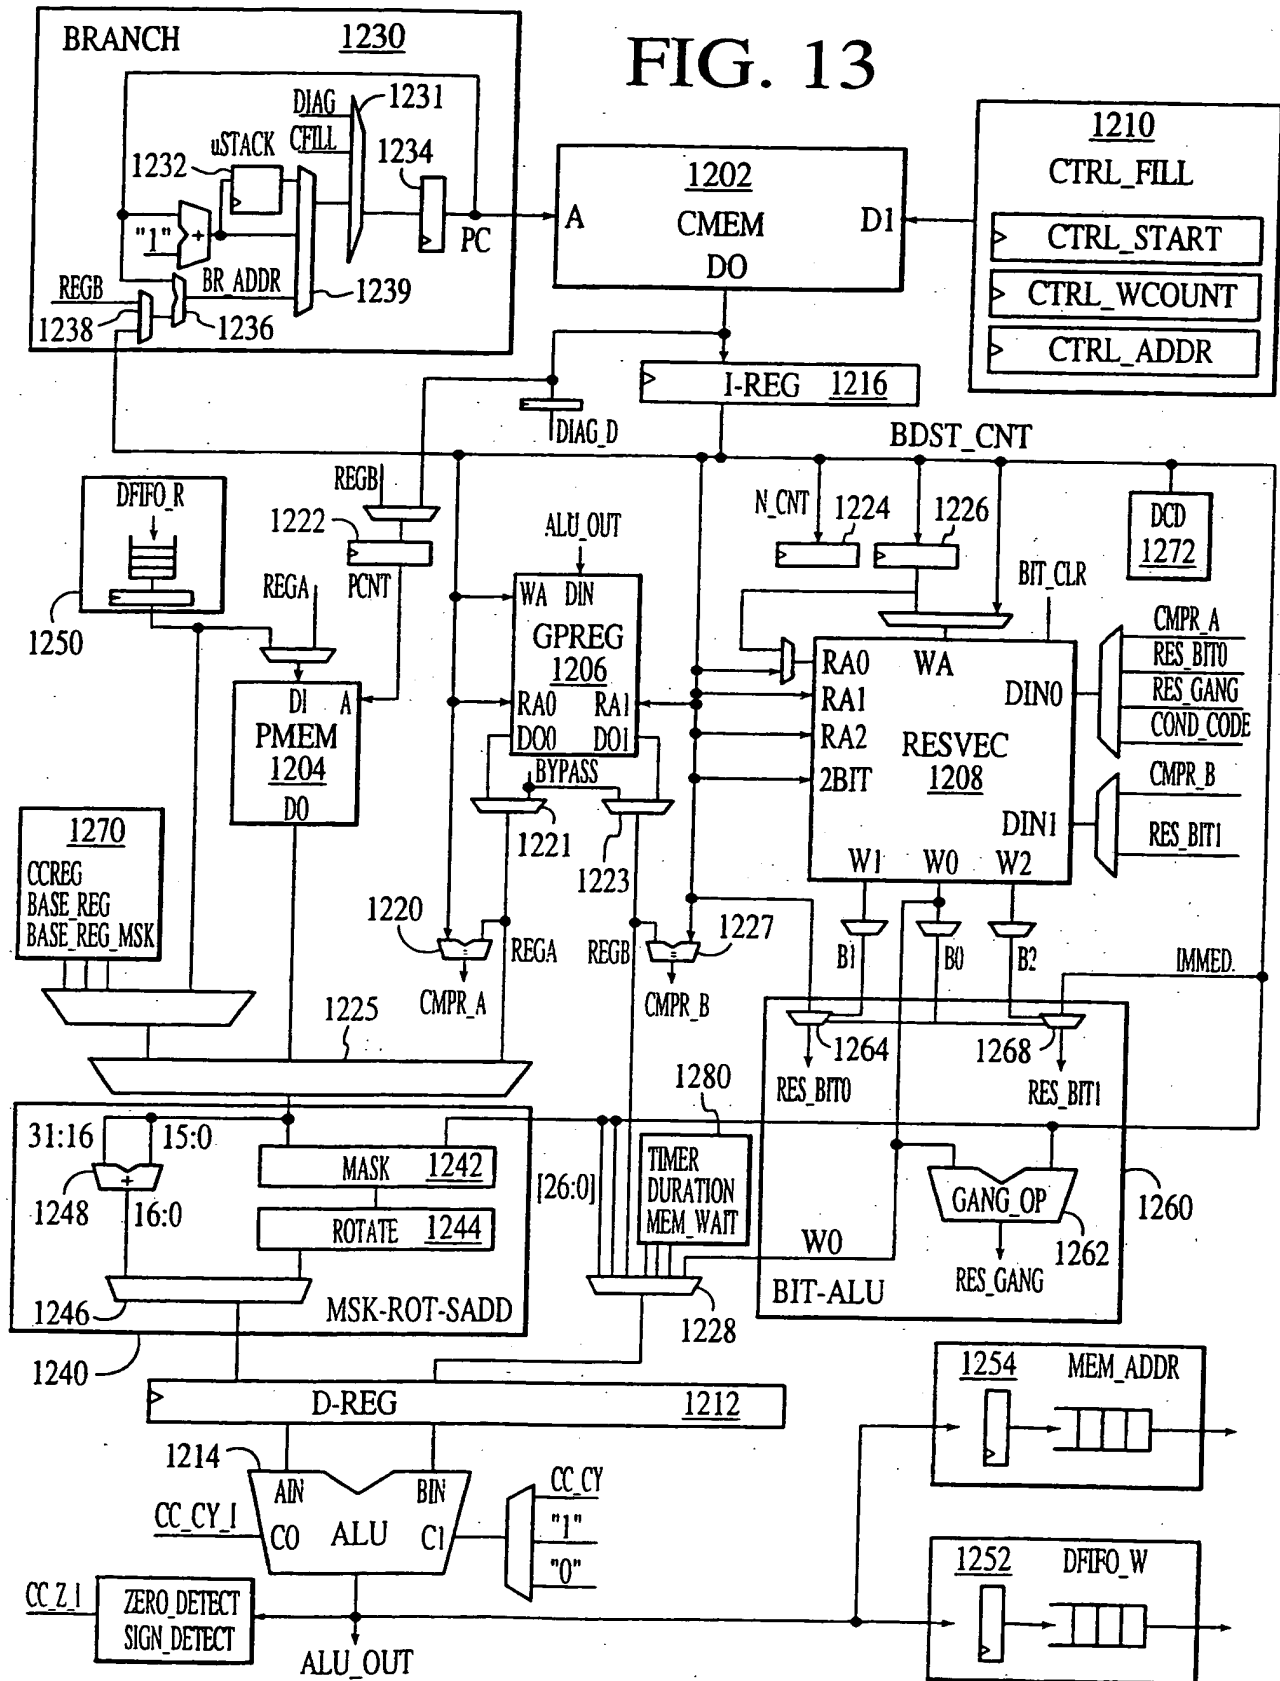 FIG. 13
BRANCH
1230
DIAG
1231
CFILL
uSTACK
1232
1234
"1"
+
PC
BR_ADDR
REGB
1239
1238
1236
1202
A
CMEM
D1
DO
1210
CTRL_FILL
CTRL_START
CTRL_WCOUNT
CTRL_ADDR
I-REG 1216
DIAG_D
BDST_CNT
REGB
DFIFO_R
1222
PCNT
REGA
1250
ALU_OUT
WA DIN
GPREG
1206
RA0 RA1
DO0 DO1
N_CNT
1224
1226
DCD
1272
BIT_CLR
RA0 WA
RA1
RA2
2BIT
RESVEC
1208
DIN0
DIN1
W1 W0 W2
CMPR_A
RES_BIT0
RES_GANG
COND_CODE
CMPR_B
RES_BIT1
DI A
PMEM
1204
DO
BYPASS
1221
1223
1270
CCREG
BASE_REG
BASE_REG_MSK
1220
REGA
REGB
1227
CMPR_A
CMPR_B
B1
B0
B2
IMMED.
1225
1264
1268
RES_BIT0
RES_BIT1
31:16
15:0
MASK 1242
1248
+
16:0
ROTATE 1244
1246
MSK-ROT-SADD
1240
[26:0]
1280
TIMER
DURATION
MEM_WAIT
W0
1228
GANG_OP
1262
1260
RES_GANG
BIT-ALU
D-REG 1212
1214
AIN BIN
CC_CY_I
C0 ALU C1
CC_CY
"1"
"0"
CC_Z_I
ZERO_DETECT
SIGN_DETECT
ALU_OUT
1254 MEM_ADDR
1252 DFIFO_W